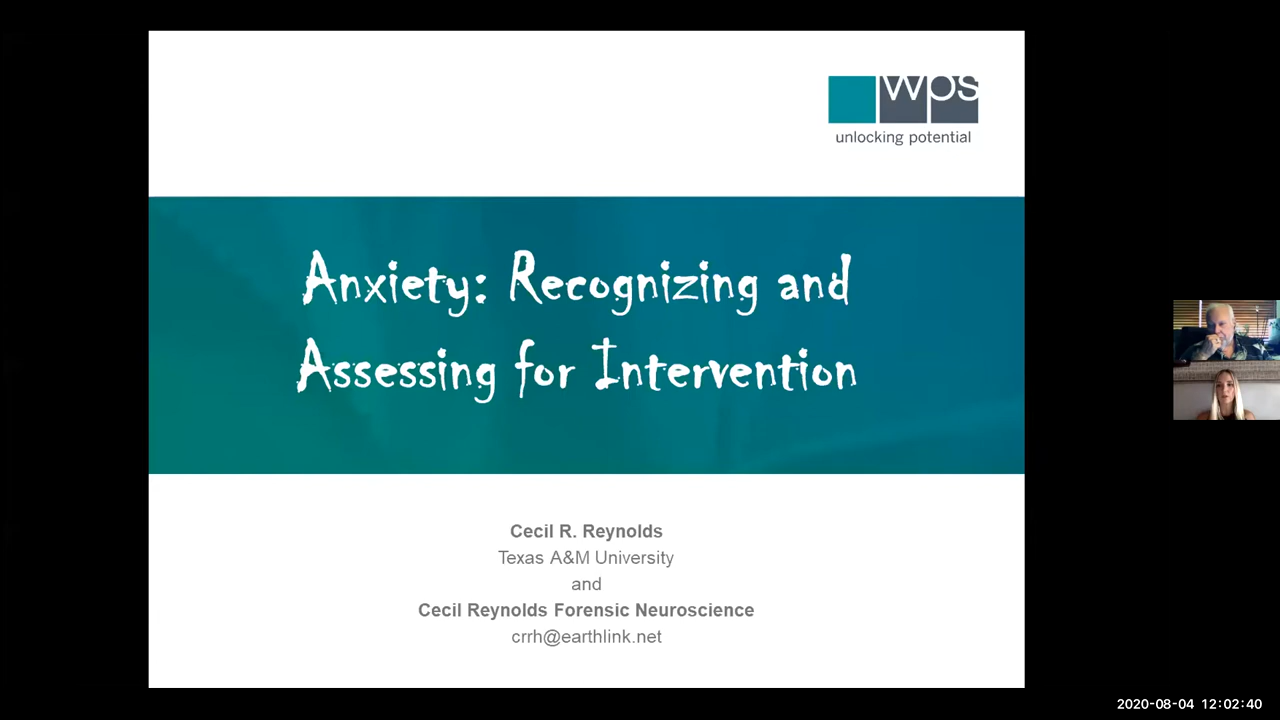 wps
unlocking potential
Anxiety: Recognizing and
Assessing for Intervention
Cecil R. Reynolds
Texas A&M University
and
Cecil Reynolds Forensic Neuroscience
crrh@earthlink.net
2020-08-04 12:02:40